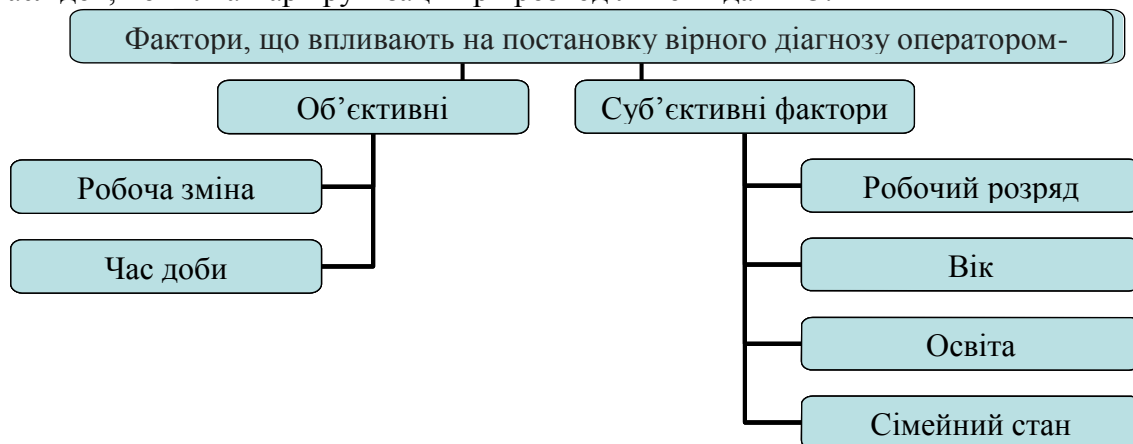 Фактори, що впливають на постановку вірного діагнозу оператором-
Об’єктивні
Суб’єктивні фактори
Робоча зміна
Робочий розряд
Час доби
Вік
Освіта
Сімейний стан